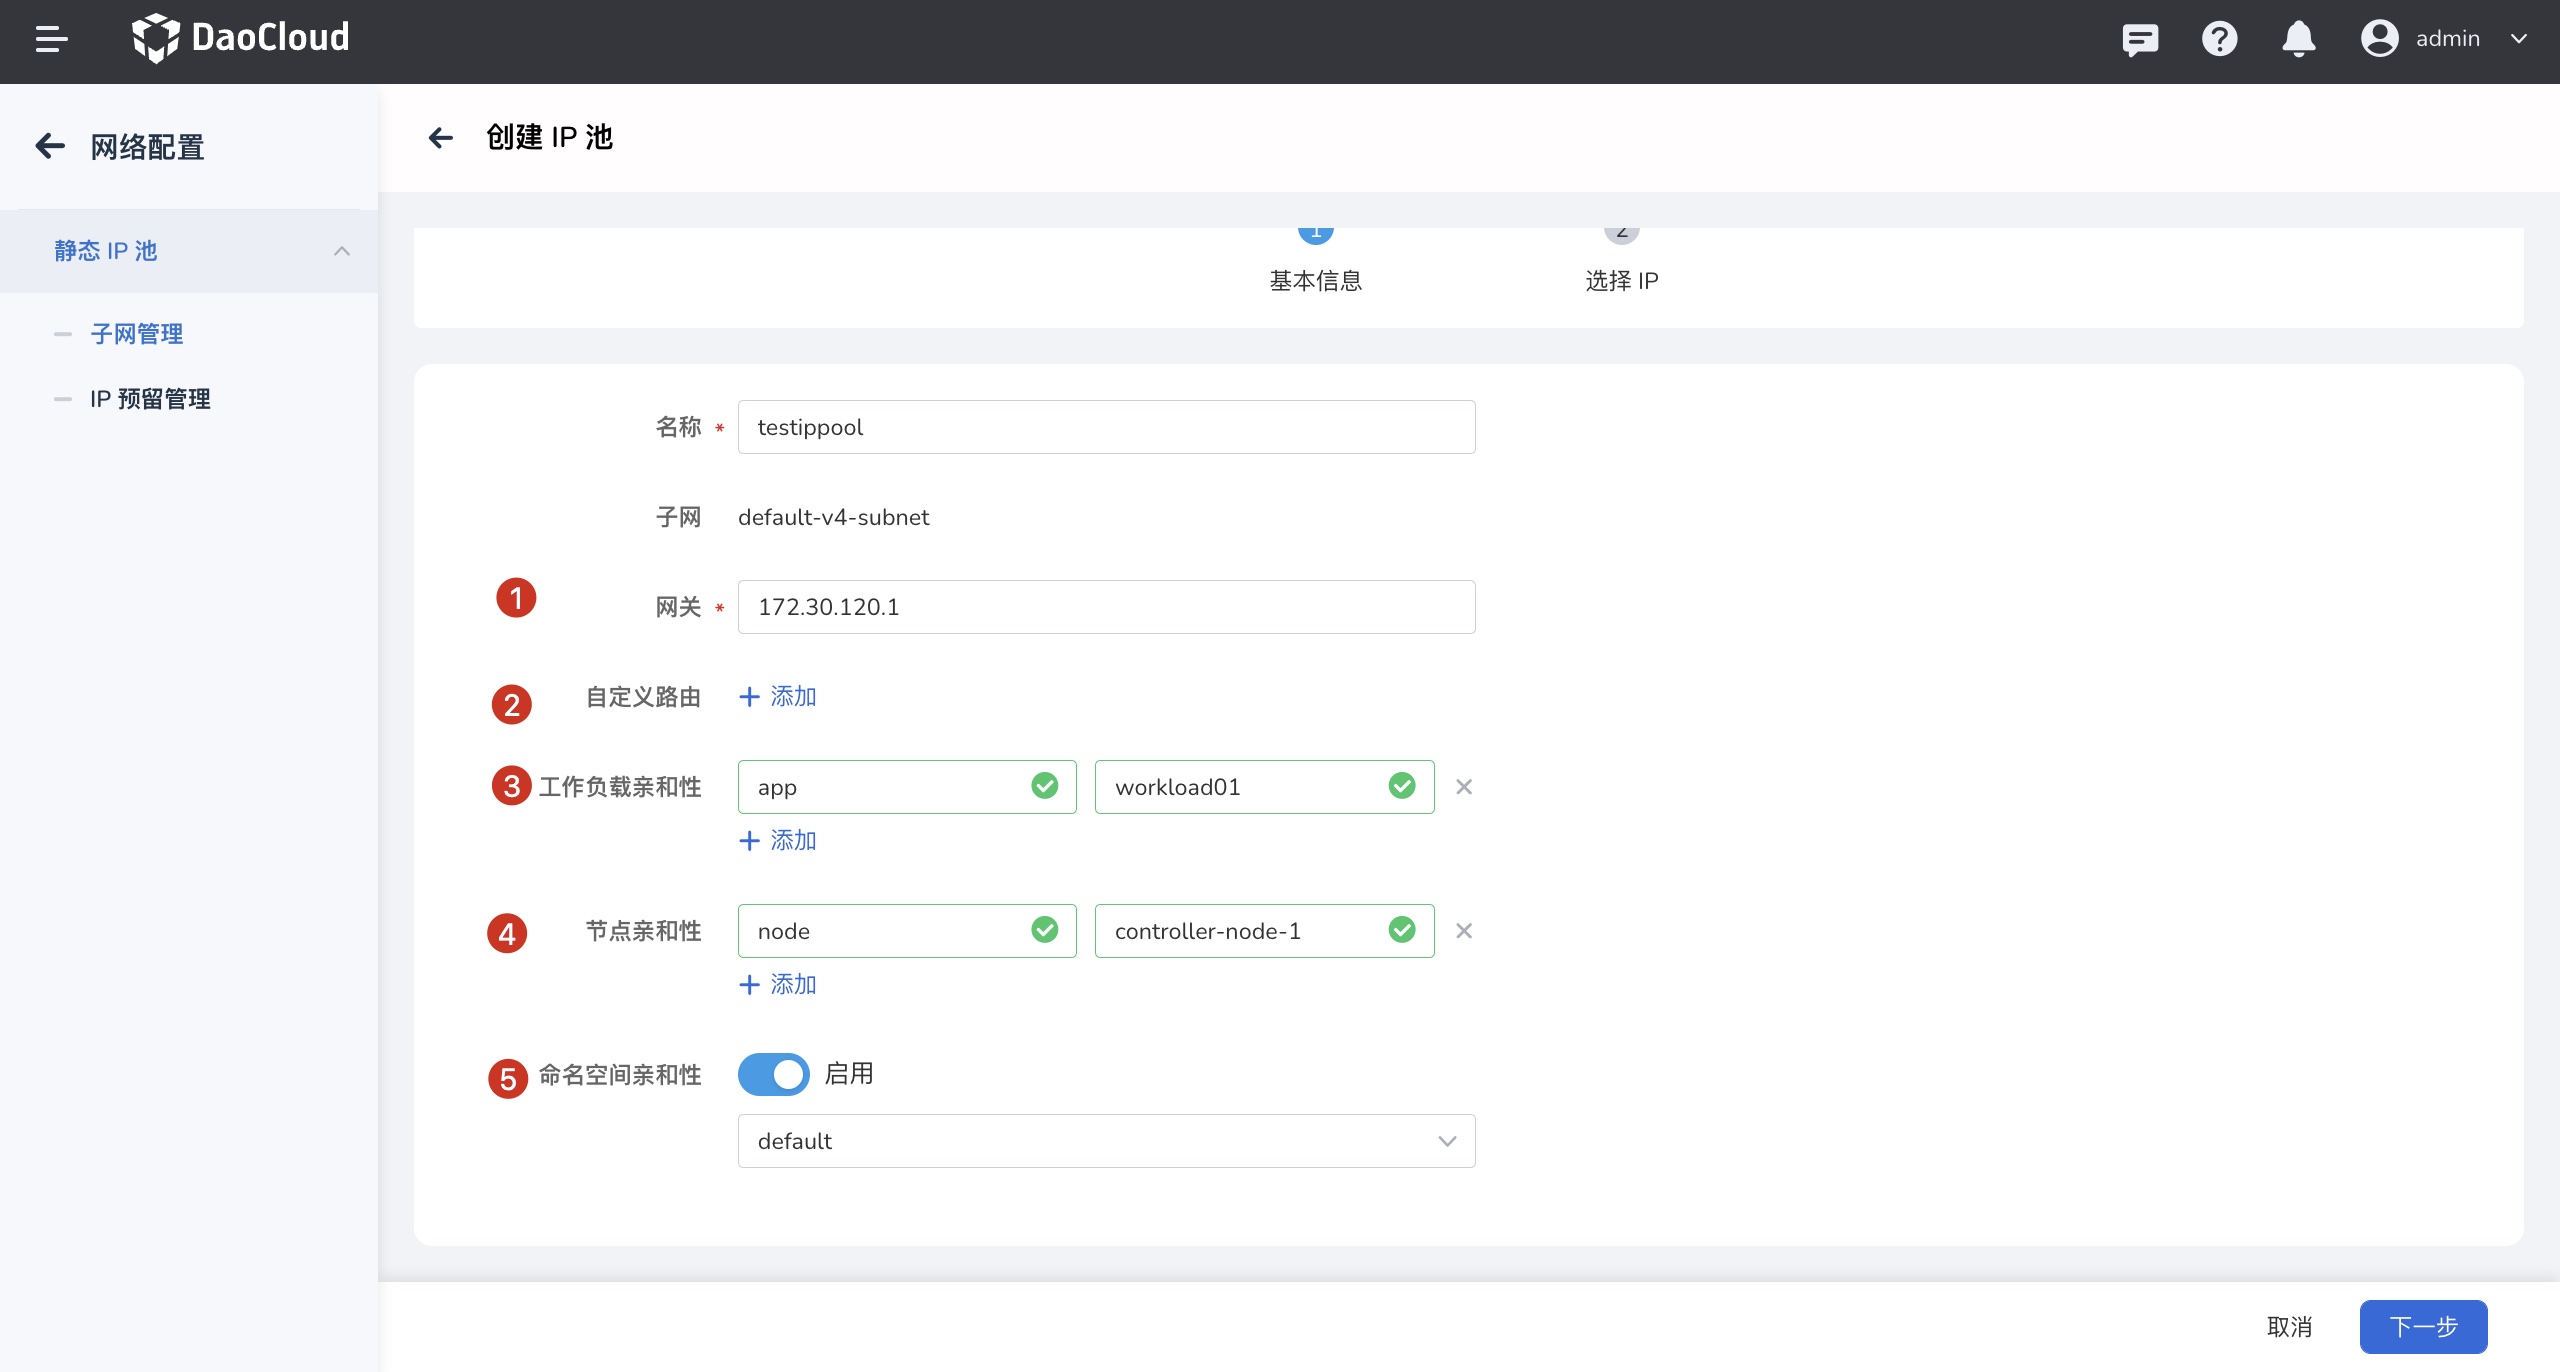 DaoCloud
admin
网络配置
静态 IP 池
子网管理
IP 预留管理
创建 IP 池
1 2
基本信息 选择 IP
名称 * testippool
子网 default-v4-subnet
1 网关 * 172.30.120.1
2 自定义路由 + 添加
3 工作负载亲和性 app workload01
+ 添加
4 节点亲和性 node controller-node-1
+ 添加
5 命名空间亲和性 启用
default
取消 下一步